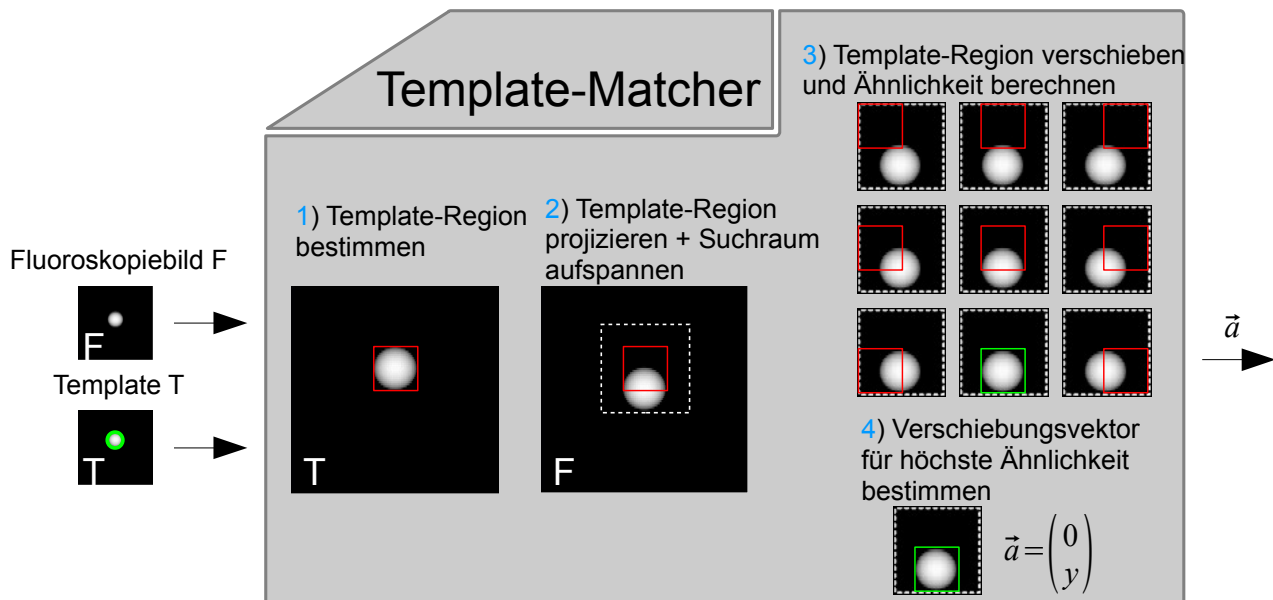 Template-Matcher
Fluoroskopiebild F
F
Template T
T
1) Template-Region
bestimmen
T
2) Template-Region
projizieren + Suchraum
aufspannen
F
3) Template-Region verschieben
und Ähnlichkeit berechnen
4) Verschiebungsvektor
für höchste Ähnlichkeit
bestimmen
a⃗=(0
y)
a⃗